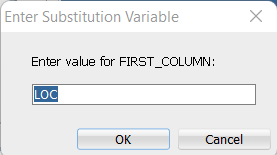 Enter Substitution Variable
Enter value for FIRST_COLUMN:
LOC
OK Cancel